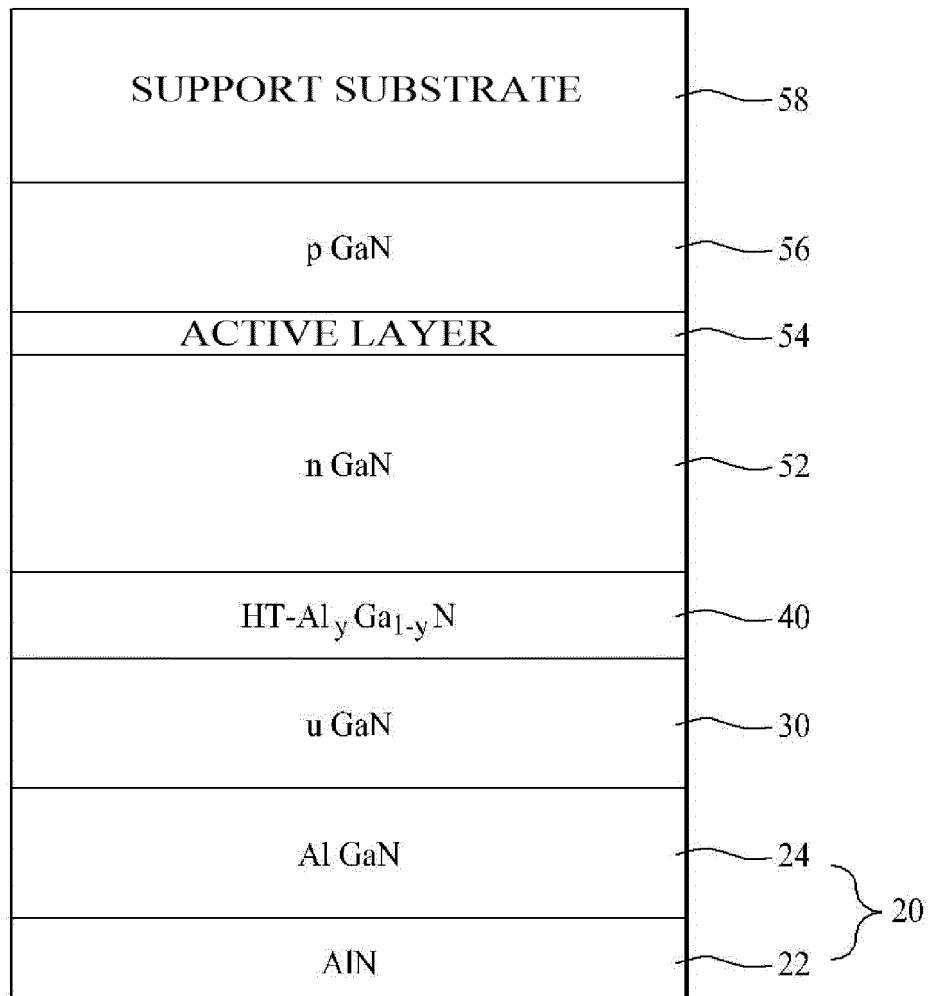 SUPPORT SUBSTRATE 58
p GaN 56
ACTIVE LAYER 54
n GaN 52
HT-AlyGa1-yN 40
u GaN 30
Al GaN 24
20
AlN 22